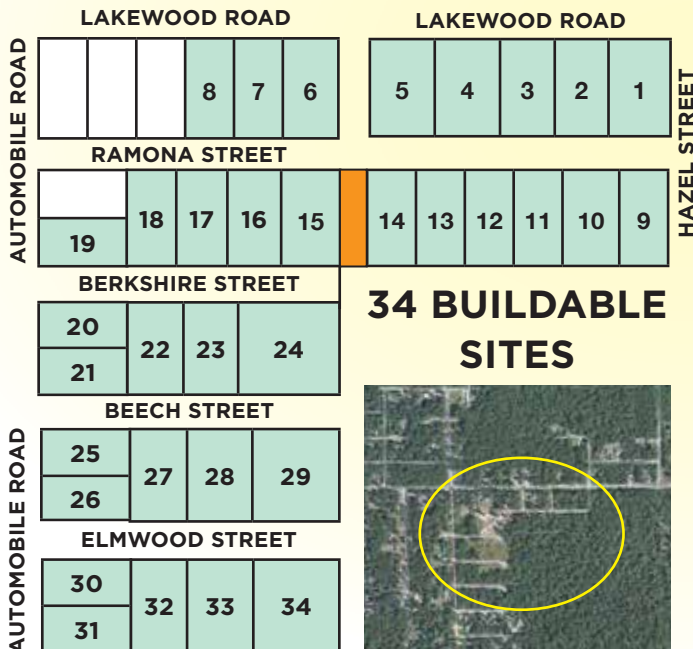 LAKEWOOD ROAD
LAKEWOOD ROAD
AUTOMOBILE ROAD
8 7 6
5 4 3 2 1
HAZEL STREET
RAMONA STREET
18 17 16 15 14 13 12 11 10 9
19
BERKSHIRE STREET
34 BUILDABLE
SITES
20
22 23 24
21
BEECH STREET
AUTOMOBILE ROAD
25
27 28 29
26
ELMWOOD STREET
30
32 33 34
31